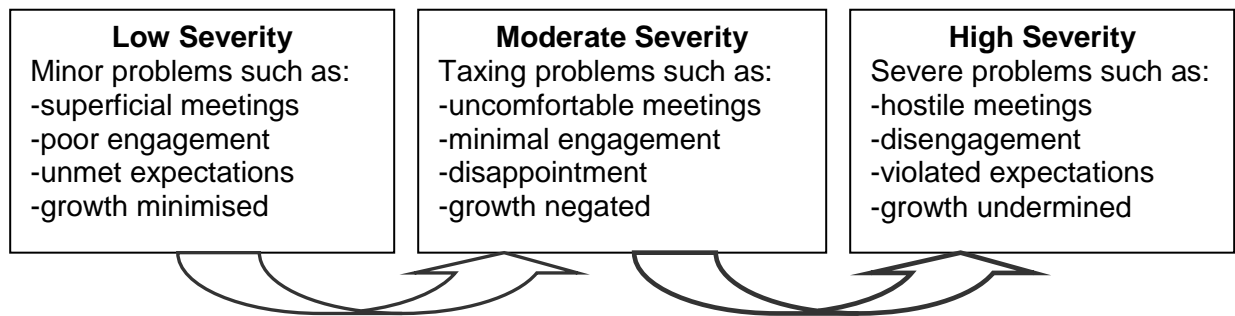 Low Severity
Minor problems such as:
-superficial meetings
-poor engagement
-unmet expectations
-growth minimised
Moderate Severity
Taxing problems such as:
-uncomfortable meetings
-minimal engagement
-disappointment
-growth negated
High Severity
Severe problems such as:
-hostile meetings
-disengagement
-violated expectations
-growth undermined